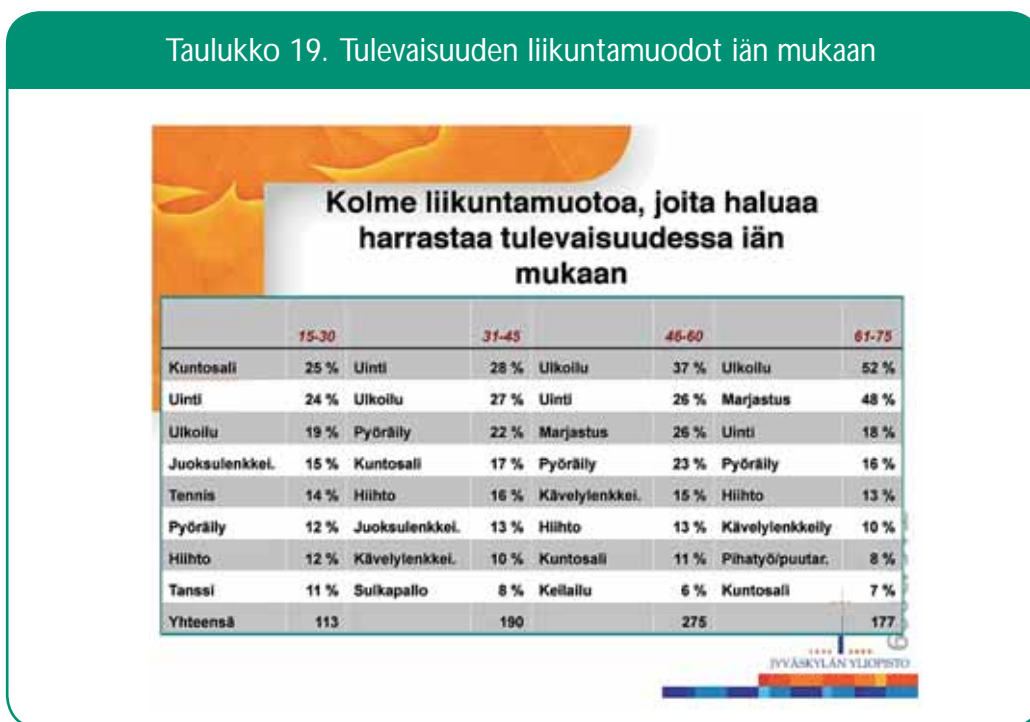 Taulukko 19. Tulevaisuuden liikuntamuodot iän mukaan
Kolme liikuntamuotoa, joita haluaa
harrastaa tulevaisuudessa iän
mukaan
15-30 31-45 46-60 61-75
Kuntosali 25 % Uinti 28 % Ulkoilu 37 % Ulkoilu 52 %
Uinti 24 % Ulkoilu 27 % Uinti 26 % Marjastus 48 %
Ulkoilu 19 % Pyöräily 22 % Marjastus 26 % Uinti 18 %
Juoksulenkkei. 15 % Kuntosali 17 % Pyöräily 23 % Pyöräily 16 %
Tennis 14 % Hiihto 16 % Kävelylenkkei. 15 % Hiihto 13 %
Pyöräily 12 % Juoksulenkkei. 13 % Hiihto 13 % Kävelylenkkeily 10 %
Hiihto 12 % Kävelylenkkei. 10 % Kuntosali 11 % Pihatyö/puutar. 8 %
Tanssi 11 % Sulkapallo 8 % Keilailu 6 % Kuntosali 7 %
Yhteensä 113 190 275 177
JYVÄSKYLÄN YLIOPISTO